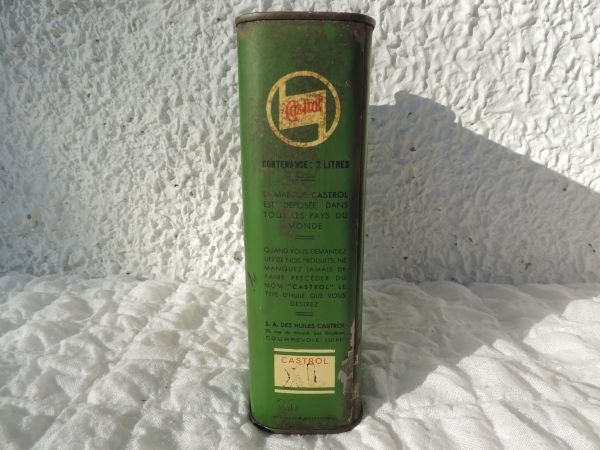 Castrol
CONTENANCE: 2 LITRES
LA MARQUE CASTROL
EST DÉPOSÉE DANS
TOUS LES PAYS DU
MONDE
QUAND VOUS DEMANDEZ
UN DE NOS PRODUITS, NE
MANQUEZ JAMAIS DE
FAIRE PRÉCÉDER DU
NOM "CASTROL" LE
TYPE D'HUILE QUE VOUS
DESIREZ
S. A. DES HUILES CASTROL
COURBEVOIE (SEINE)
CASTROL
XL